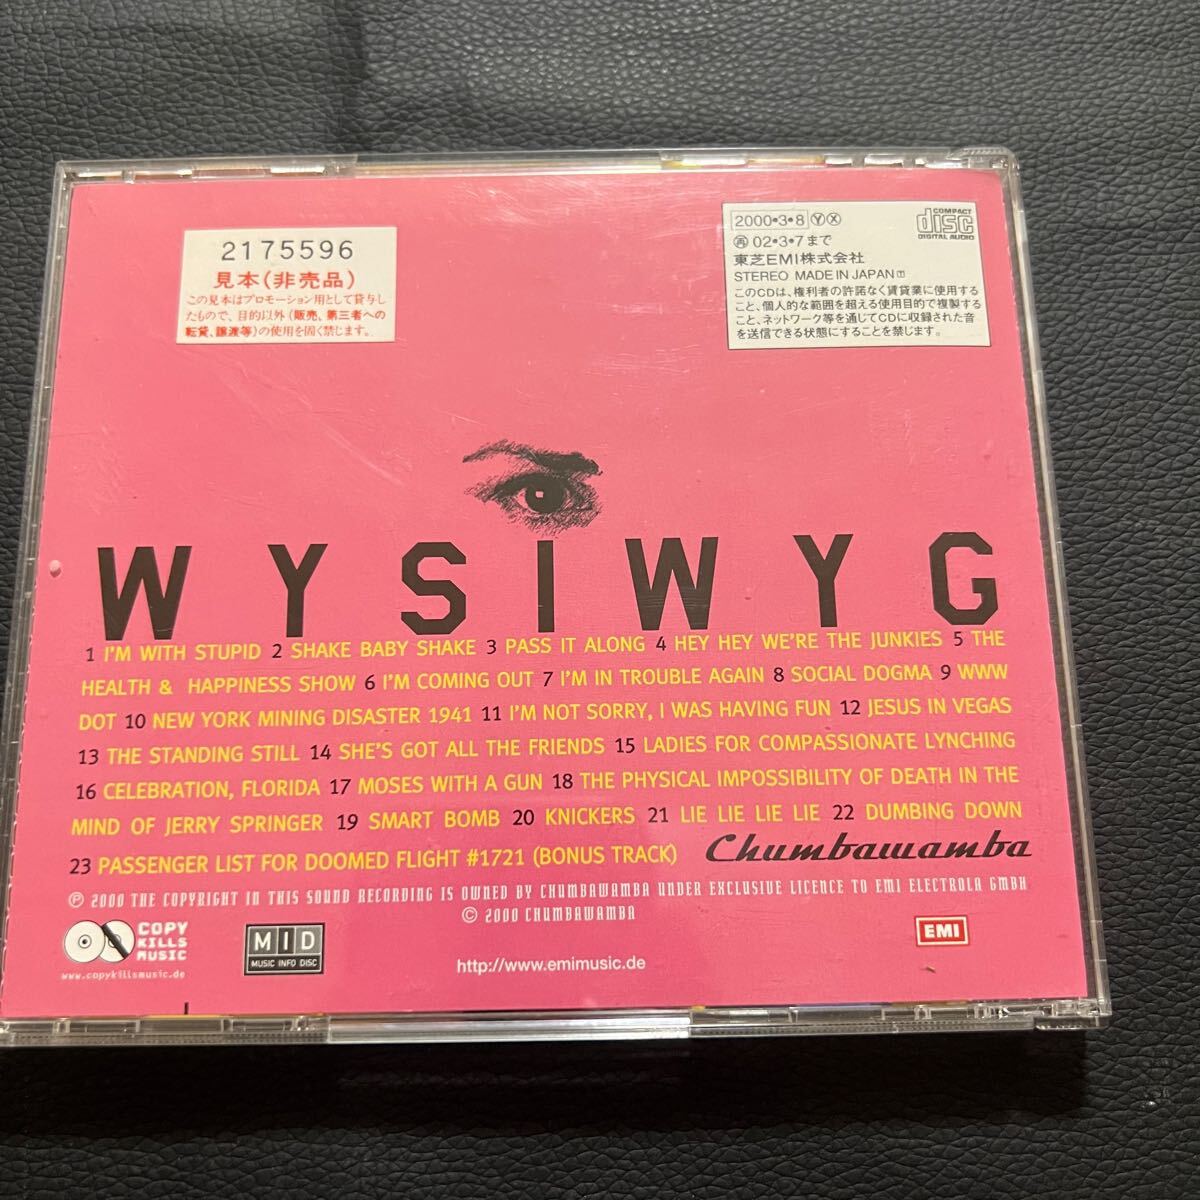 2175596
見本(非売品)
この見本はプロモーション用として貸与し
たもので、目的以外(販売、第三者への
転貸、譲渡等)の使用を固く禁じます。
2000•3•8 Ⓨ Ⓧ
再 02•3•7まで
東芝EMI株式会社
STEREO MADE IN JAPAN Ⓣ
このCDは、権利者の許諾なく賃貸業に使用する
こと、個人的な範囲を超える使用目的で複製する
こと、ネットワーク等を通じてCDに収録された音
を送信できる状態にすることを禁じます。
COMPACT
disc
DIGITAL AUDIO
WYSIWYG
1 I'M WITH STUPID 2 SHAKE BABY SHAKE 3 PASS IT ALONG 4 HEY HEY WE'RE THE JUNKIES 5 THE
HEALTH & HAPPINESS SHOW 6 I'M COMING OUT 7 I'M IN TROUBLE AGAIN 8 SOCIAL DOGMA 9 WWW
DOT 10 NEW YORK MINING DISASTER 1941 11 I'M NOT SORRY, I WAS HAVING FUN 12 JESUS IN VEGAS
13 THE STANDING STILL 14 SHE'S GOT ALL THE FRIENDS 15 LADIES FOR COMPASSIONATE LYNCHING
16 CELEBRATION, FLORIDA 17 MOSES WITH A GUN 18 THE PHYSICAL IMPOSSIBILITY OF DEATH IN THE
MIND OF JERRY SPRINGER 19 SMART BOMB 20 KNICKERS 21 LIE LIE LIE LIE 22 DUMBING DOWN
23 PASSENGER LIST FOR DOOMED FLIGHT #1721 (BONUS TRACK) Chumbawamba
℗ 2000 THE COPYRIGHT IN THIS SOUND RECORDING IS OWNED BY CHUMBAWAMBA UNDER EXCLUSIVE LICENCE TO EMI ELECTROLA GMBH
© 2000 CHUMBAWAMBA
COPY
KILLS
MUSIC
www.copykillsmusic.de
MID
MUSIC INFO DISC
http://www.emimusic.de
EMI